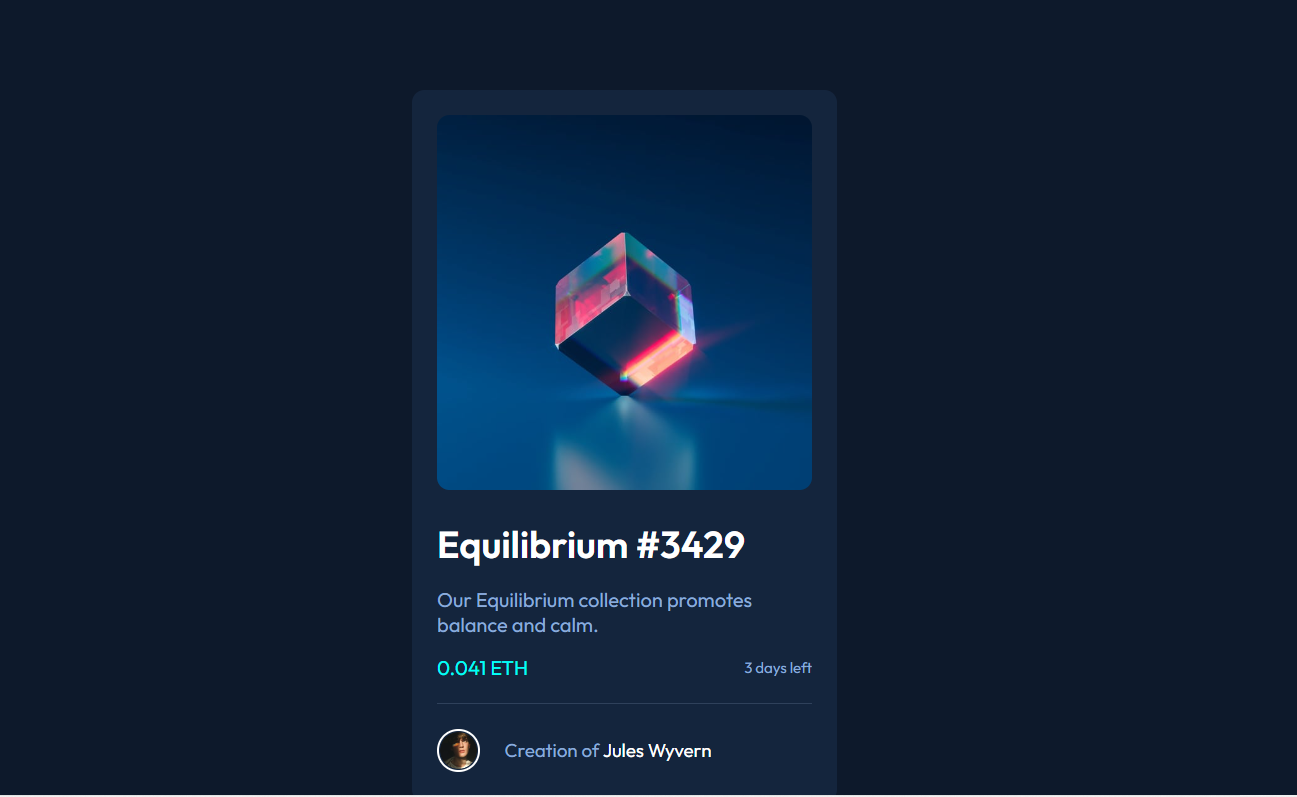 Equilibrium #3429
Our Equilibrium collection promotes
balance and calm.
0.041 ETH
3 days left
Creation of Jules Wyvern